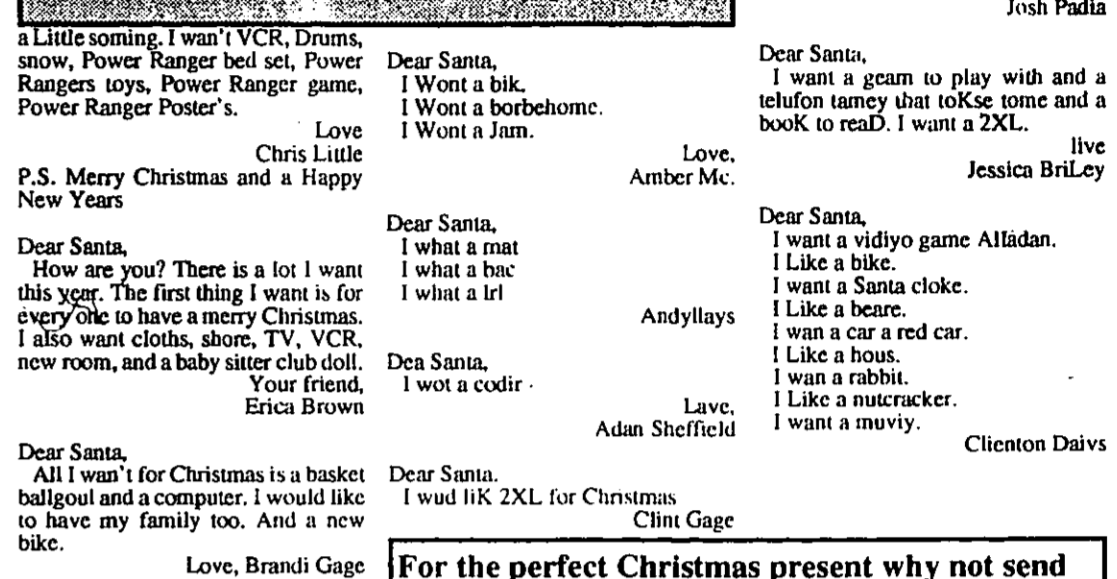 a Little soming. I wan't VCR, Drums,
snow, Power Ranger bed set, Power
Rangers toys, Power Ranger game,
Power Ranger Poster's.
Love
Chris Little
P.S. Merry Christmas and a Happy
New Years
Dear Santa,
How are you? There is a lot I want
this year. The first thing I want is for
every one to have a merry Christmas.
I also want cloths, shore, TV, VCR,
new room, and a baby sitter club doll.
Your friend,
Erica Brown
Dear Santa,
All I wan't for Christmas is a basket
ballgoul and a computer. I would like
to have my family too. And a new
bike.
Love, Brandi Gage
Dear Santa,
I Wont a bik.
I Wont a borbehome.
I Wont a Jam.
Love,
Amber Mc.
Dear Santa,
I what a mat
I what a bac
I what a lrl
Andyllays
Dea Santa,
I wot a codir
Lave,
Adan Sheffield
Dear Santa.
I wud liK 2XL for Christmas
Clint Gage
For the perfect Christmas present why not send
Josh Padia
Dear Santa,
I want a geam to play with and a
telufon tamey that toKse tome and a
booK to reaD. I want a 2XL.
live
Jessica BriLey
Dear Santa,
I want a vidiyo game Alladan.
I Like a bike.
I want a Santa cloke.
I Like a beare.
I wan a car a red car.
I Like a hous.
I wan a rabbit.
I Like a nutcracker.
I want a muviy.
Clienton Daivs